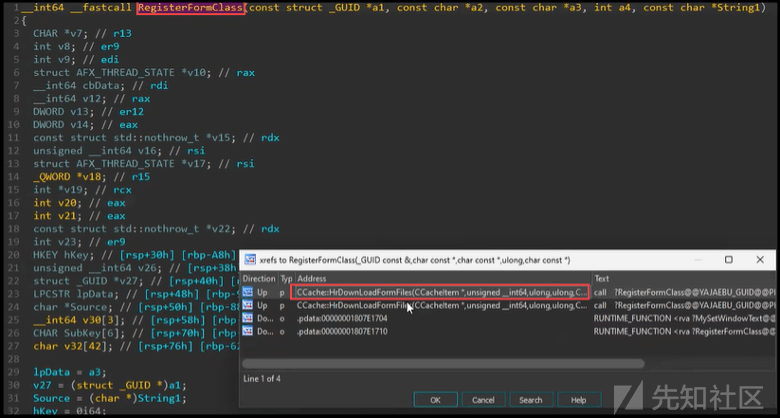 1 __int64 __fastcall RegisterFormClass(const struct _GUID *a1, const char *a2, const char *a3, int a4, const char *String1)
2 {
3 CHAR *v7; // r13
4 int v8; // er9
5 int v9; // edi
6 struct AFX_THREAD_STATE *v10; // rax
7 __int64 cbData; // rdi
8 __int64 v12; // rax
9 DWORD v13; // er12
10 DWORD v14; // eax
11 const struct std::nothrow_t *v15; // rdx
12 unsigned __int64 v16; // rsi
13 struct AFX_THREAD_STATE *v17; // rsi
14 _QWORD *v18; // r15
15 int *v19; // rcx
16 int v20; // eax
17 int v21; // eax
18 const struct std::nothrow_t *v22; // rdx
19 int v23; // er9
20 HKEY hKey; // [rsp+30h] [rbp-A8h]
21 unsigned __int64 v26; // [rsp+38h]
22 struct _GUID *v27; // [rsp+40h] [
23 LPCSTR lpData; // [rsp+48h] [rbp-9
24 char *Source; // [rsp+50h] [rbp-88
25 __int64 v30[3]; // [rsp+58h] [rbp
26 CHAR SubKey[6]; // [rsp+70h] [rbp
27 char v32[42]; // [rsp+76h] [rbp-62
28
29 lpData = a3;
30 v27 = (struct _GUID *)a1;
31 Source = (char *)String1;
32 hKey = 0i64;
xrefs to RegisterFormClass(_GUID const &,char const *,char const *,ulong,char const *)
Direction Typ Address Text
Up p CCache::HrDownLoadFormFiles(CCacheItem *,unsigned __int64,ulong,ulong,C... call ?RegisterFormClass@@YAJAEBU_GUID@@P
Up p CCache::HrDownLoadFormFiles(CCacheItem *,unsigned __int64,ulong,ulong,C... call ?RegisterFormClass@@YAJAEBU_GUID@@P
Do... o .pdata:00000001807E1704 RUNTIME_FUNCTION <rva ?MySetWindowText@@
Do... o .pdata:00000001807E1710 RUNTIME_FUNCTION <rva ?RegisterFormClass@
Line 1 of 4
OK Cancel Search Help
先知社区